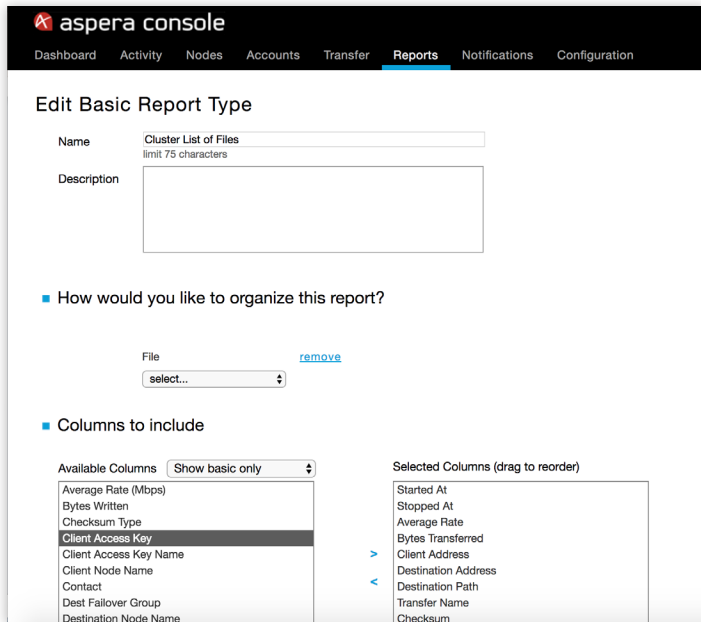 aspera console
Dashboard Activity Nodes Accounts Transfer Reports Notifications Configuration
Edit Basic Report Type
Name Cluster List of Files
limit 75 characters
Description
How would you like to organize this report?
File remove
select...
Columns to include
Available Columns Show basic only Selected Columns (drag to reorder)
Average Rate (Mbps) Started At
Bytes Written Stopped At
Checksum Type Average Rate
Client Access Key Bytes Transferred
Client Access Key Name > Client Address
Client Node Name Destination Address
Contact < Destination Path
Dest Failover Group Transfer Name
Destination Node Name Checksum